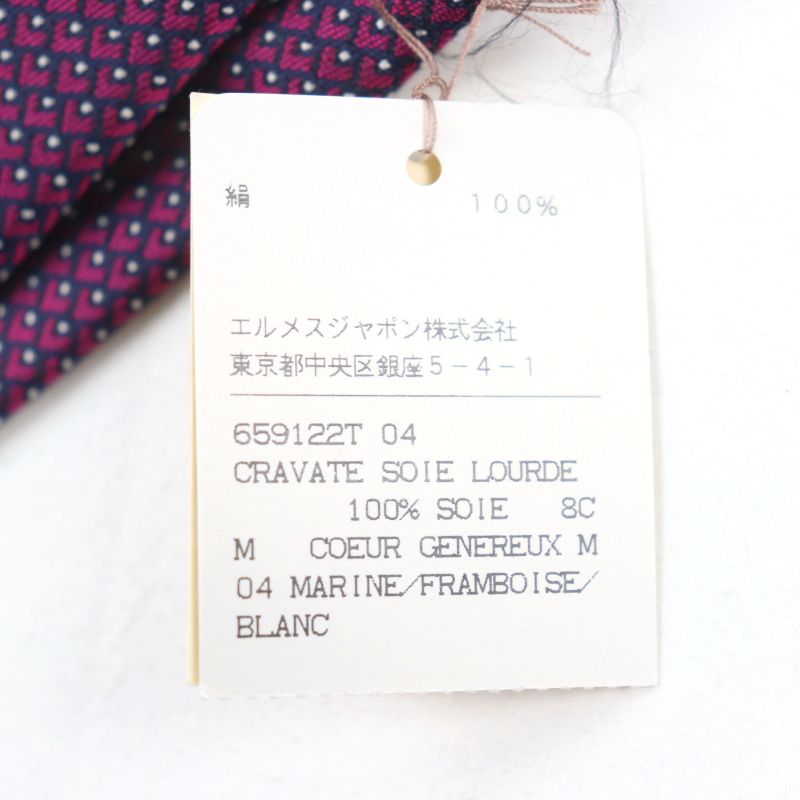 絹 100%
エルメスジャポン株式会社
東京都中央区銀座5-4-1
659122T 04
CRAVATE SOIE LOURDE
100% SOIE 8C
M COEUR GENEREUX M
04 MARINE/FRAMBOISE/
BLANC